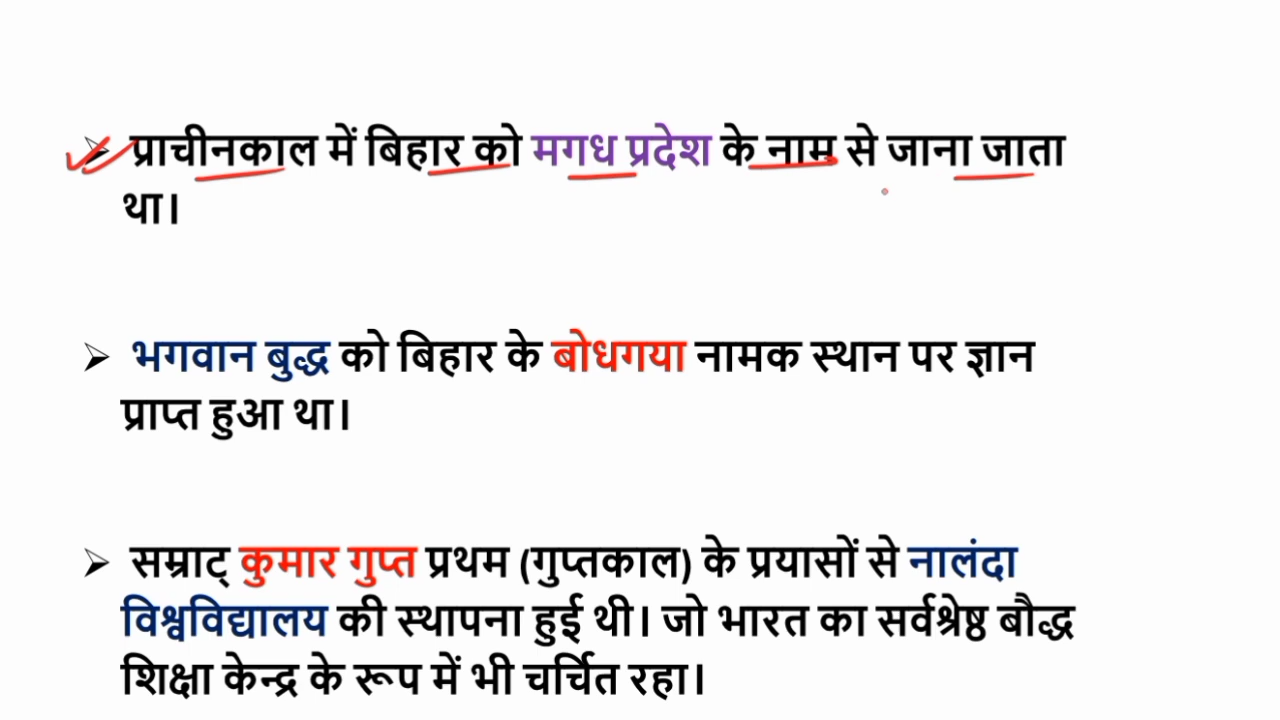 ➢ प्राचीनकाल में बिहार को मगध प्रदेश के नाम से जाना जाता
था।
➢ भगवान बुद्ध को बिहार के बोधगया नामक स्थान पर ज्ञान
प्राप्त हुआ था।
➢ सम्राट् कुमार गुप्त प्रथम (गुप्तकाल) के प्रयासों से नालंदा
विश्वविद्यालय की स्थापना हुई थी। जो भारत का सर्वश्रेष्ठ बौद्ध
शिक्षा केन्द्र के रूप में भी चर्चित रहा।